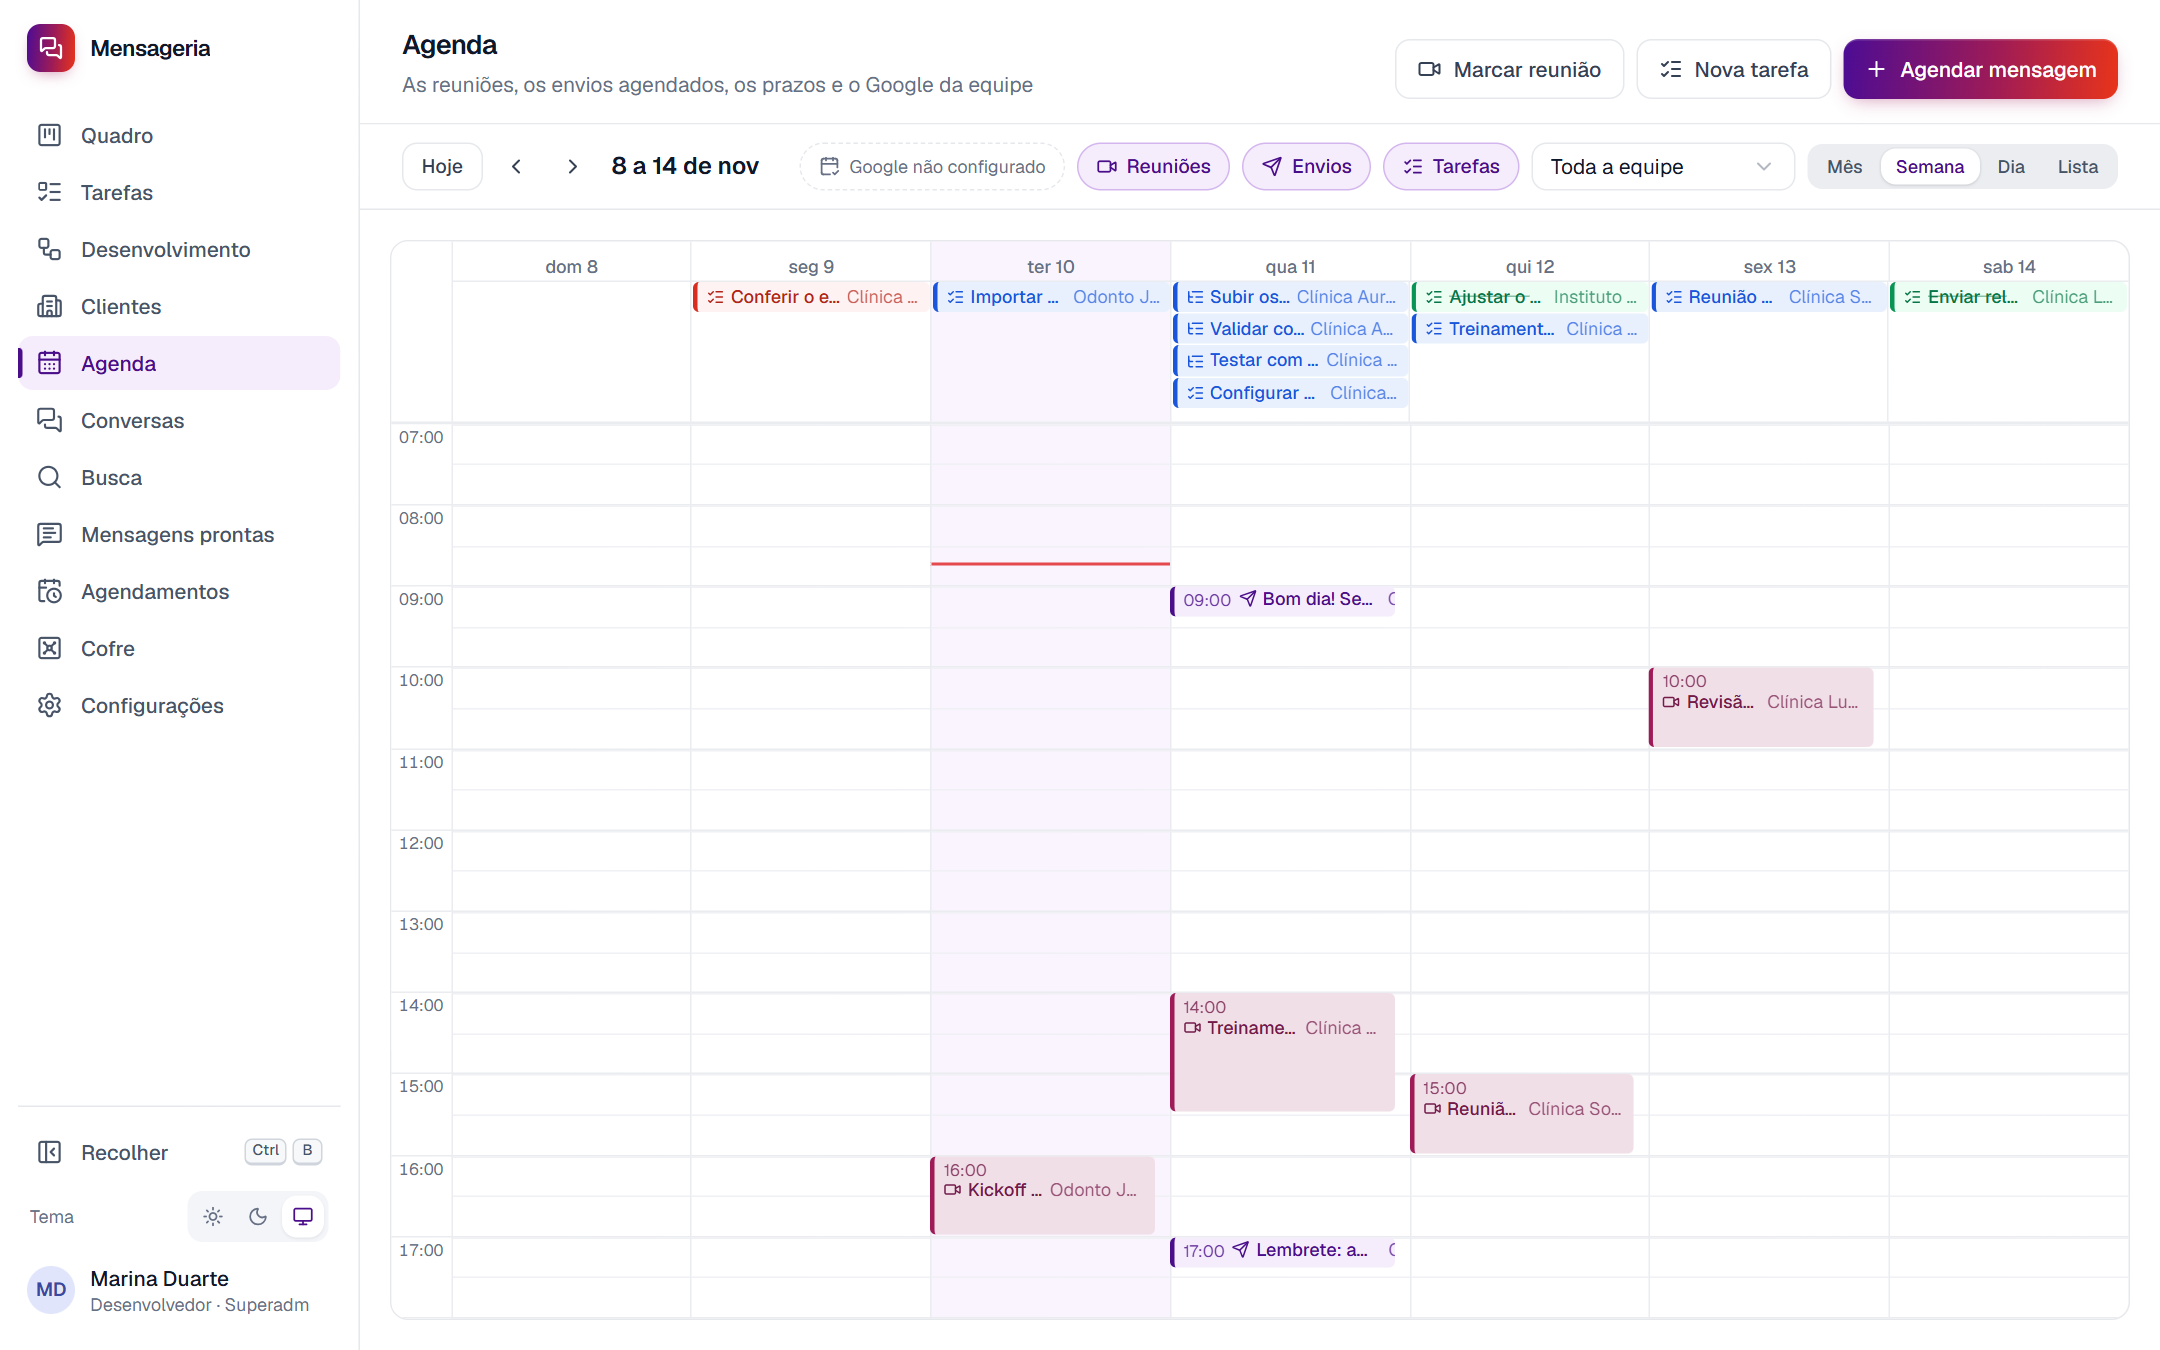 Mensageria
Quadro
Tarefas
Desenvolvimento
Clientes
Agenda
Conversas
Busca
Mensagens prontas
Agendamentos
Cofre
Configurações
Recolher Ctrl B
Tema
MD
Marina Duarte
Desenvolvedor · Superadm
Agenda
As reuniões, os envios agendados, os prazos e o Google da equipe
Marcar reunião
Nova tarefa
+ Agendar mensagem
Hoje
8 a 14 de nov
Google não configurado
Reuniões
Envios
Tarefas
Toda a equipe
Mês
Semana
Dia
Lista
dom 8
seg 9
ter 10
qua 11
qui 12
sex 13
sab 14
Conferir o e... Clínica ...
Importar ... Odonto J...
Subir os... Clínica Aur...
Validar co... Clínica A...
Testar com ... Clínica ...
Configurar ... Clínica...
Ajustar o ... Instituto ...
Treinament... Clínica ...
Reunião ... Clínica S...
Enviar rel... Clínica L...
07:00
08:00
09:00
10:00
11:00
12:00
13:00
14:00
15:00
16:00
17:00
09:00 Bom dia! Se...
10:00
Revisã... Clínica Lu...
14:00
Treiname... Clínica ...
15:00
Reuniã... Clínica So...
16:00
Kickoff ... Odonto J...
17:00 Lembrete: a...